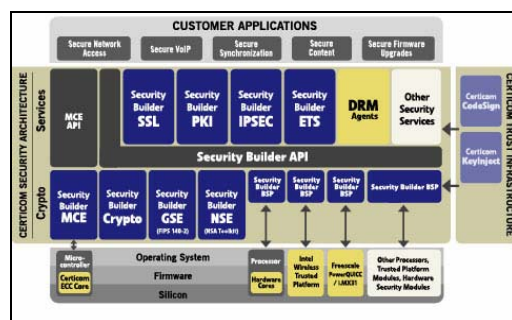 CUSTOMER APPLICATIONS
Secure Network
Access
Secure VoIP
Secure
Synchronization
Secure
Content
Secure Firmware
Upgrades
CERTICOM SECURITY ARCHITECTURE
Services
Crypto
MCE
API
Security
Builder
SSL
Security
Builder
PKI
Security
Builder
IPSEC
Security
Builder
ETS
DRM
Agents
Other
Security
Services
Security Builder API
Security
Builder
MCE
Security
Builder
Crypto
Security
Builder
GSE
(FIPS 140-2)
Security
Builder
NSE
(NSA Toolkit)
Security
Builder
BSP
Security
Builder
BSP
Security
Builder
BSP
Security Builder BSP
CERTICOM TRUST INFRASTRUCTURE
Certicom
CodeSign
Certicom
KeyInject
Micro-
controller
Certicom
ECC Core
Operating System
Firmware
Silicon
Processor
Hardware
Cores
Intel
Wireless
Trusted
Platform
Freescale
PowerQUICC
/ i.MX31
Other Processors,
Trusted Platform
Modules, Hardware
Security Modules